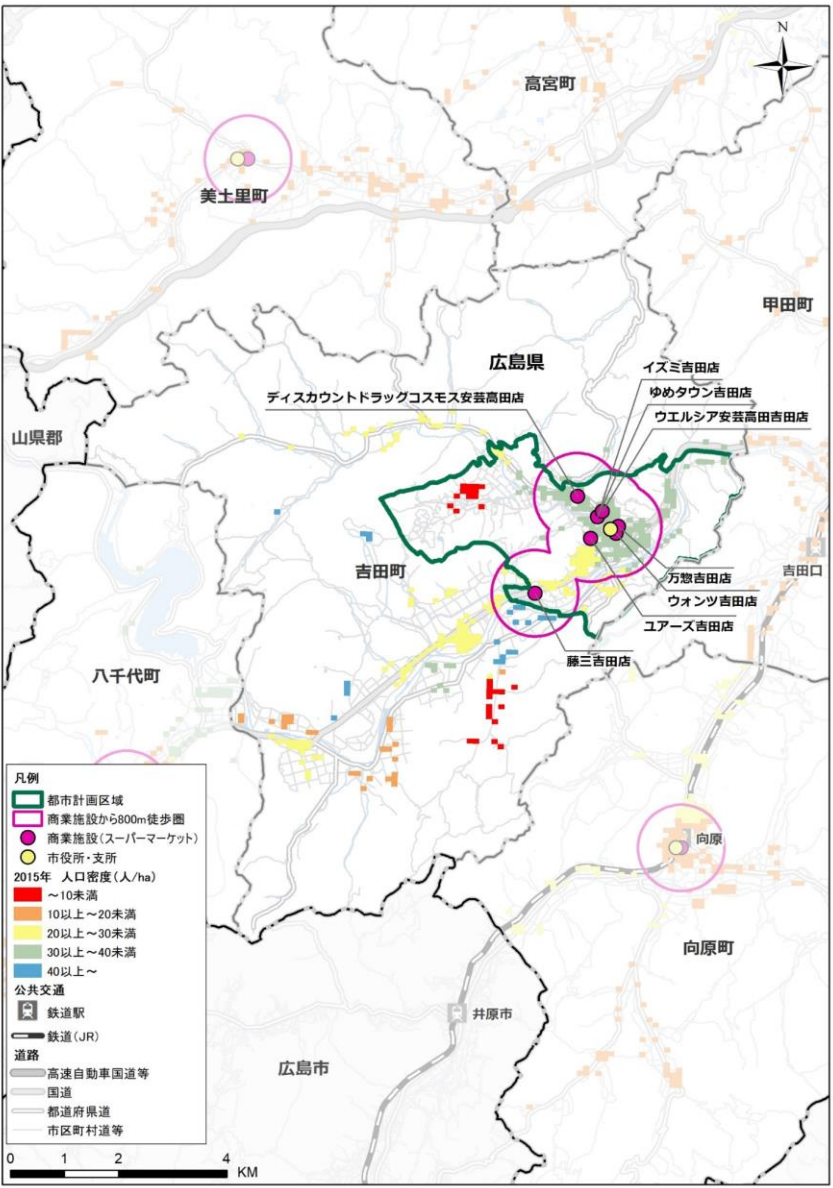 N
高宮町
美土里町
甲田町
広島県
イズミ吉田店
ゆめタウン吉田店
ディスカウントドラッグコスモス安芸高田店
ウエルシア安芸高田吉田店
山県郡
吉田町
吉田口
万惣吉田店
ウォンツ吉田店
ユアーズ吉田店
藤三吉田店
八千代町
向原
向原町
井原市
広島市
凡例
都市計画区域
商業施設から800m徒歩圏
商業施設(スーパーマーケット)
市役所・支所
2015年 人口密度(人/ha)
～10未満
10以上～20未満
20以上～30未満
30以上～40未満
40以上～
公共交通
鉄道駅
鉄道(JR)
道路
高速自動車国道等
国道
都道府県道
市区町村道等
0 1 2 4
KM